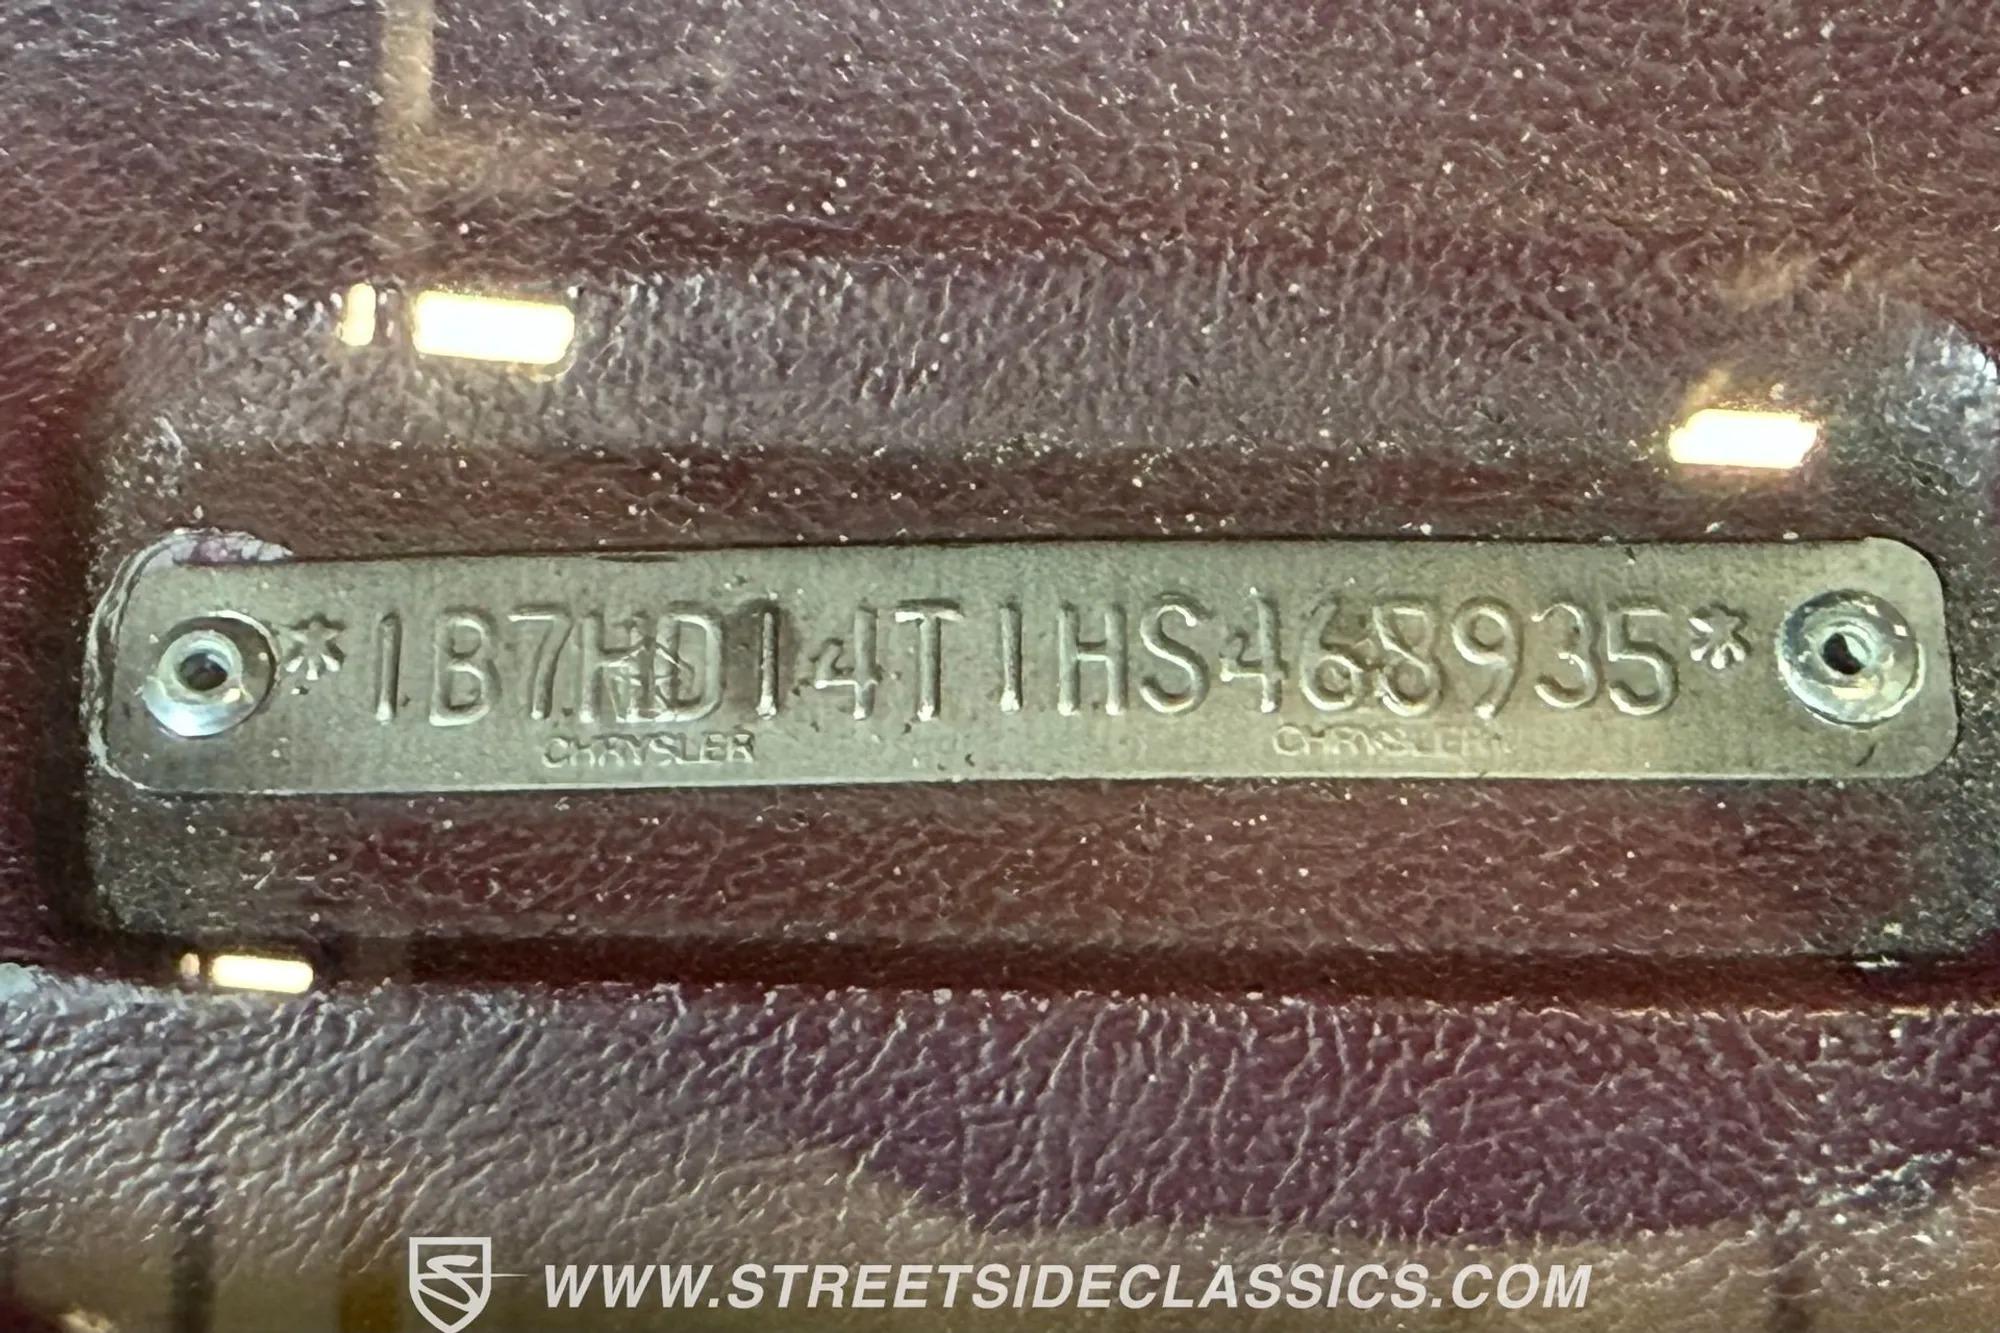 *1B7HD14T1HS468935*
CHRYSLER CHRYSLER
WWW.STREETSIDECLASSICS.COM